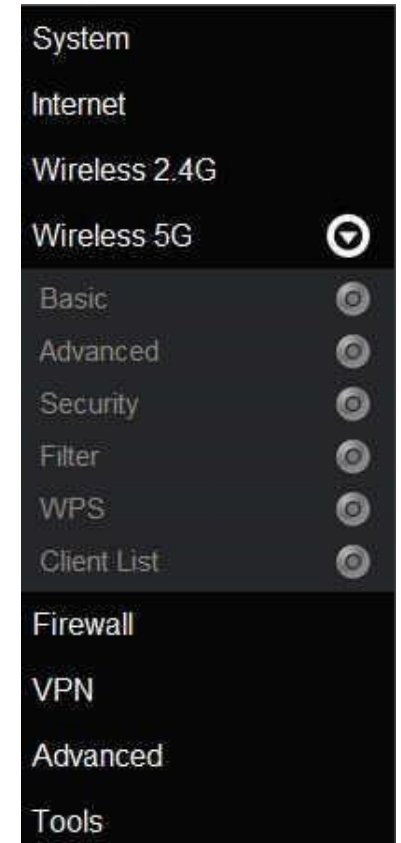 System
Internet
Wireless 2.4G
Wireless 5G
Basic
Advanced
Security
Filter
WPS
Client List
Firewall
VPN
Advanced
Tools